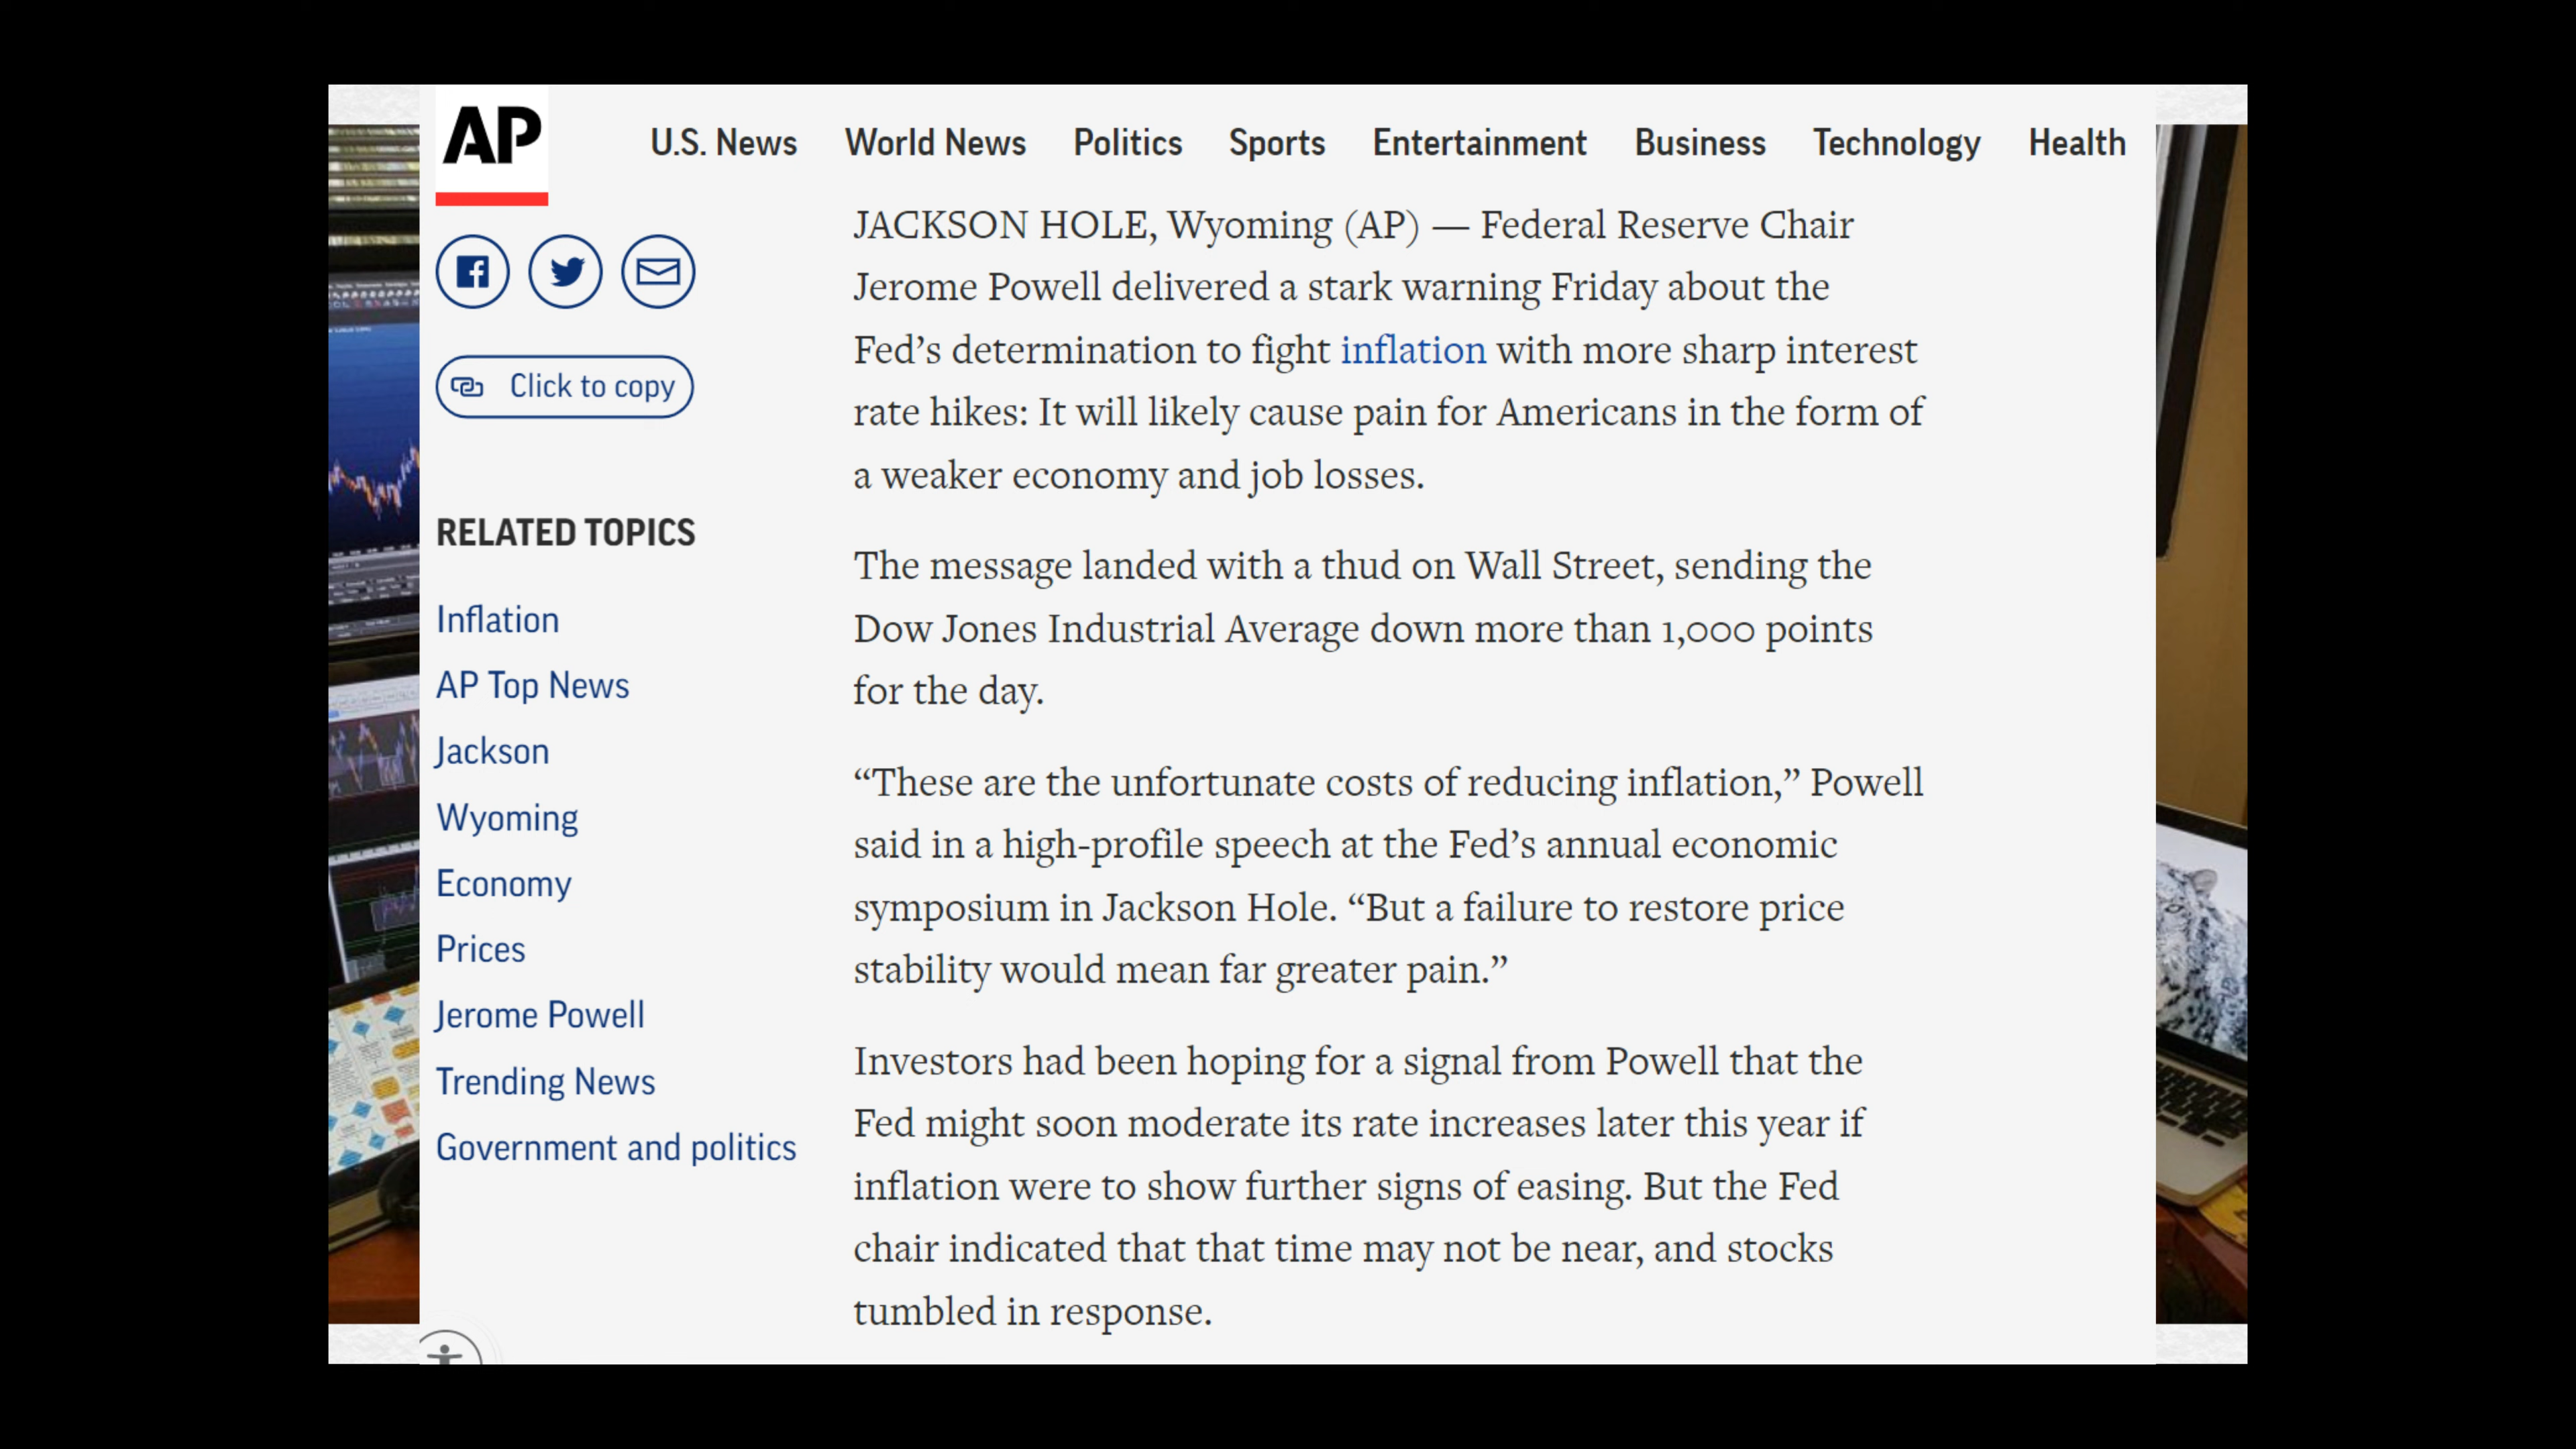 AP
U.S. News World News Politics Sports Entertainment Business Technology Health
Click to copy
RELATED TOPICS
Inflation
AP Top News
Jackson
Wyoming
Economy
Prices
Jerome Powell
Trending News
Government and politics
JACKSON HOLE, Wyoming (AP) — Federal Reserve Chair
Jerome Powell delivered a stark warning Friday about the
Fed’s determination to fight inflation with more sharp interest
rate hikes: It will likely cause pain for Americans in the form of
a weaker economy and job losses.
The message landed with a thud on Wall Street, sending the
Dow Jones Industrial Average down more than 1,000 points
for the day.
“These are the unfortunate costs of reducing inflation,” Powell
said in a high-profile speech at the Fed’s annual economic
symposium in Jackson Hole. “But a failure to restore price
stability would mean far greater pain.”
Investors had been hoping for a signal from Powell that the
Fed might soon moderate its rate increases later this year if
inflation were to show further signs of easing. But the Fed
chair indicated that that time may not be near, and stocks
tumbled in response.